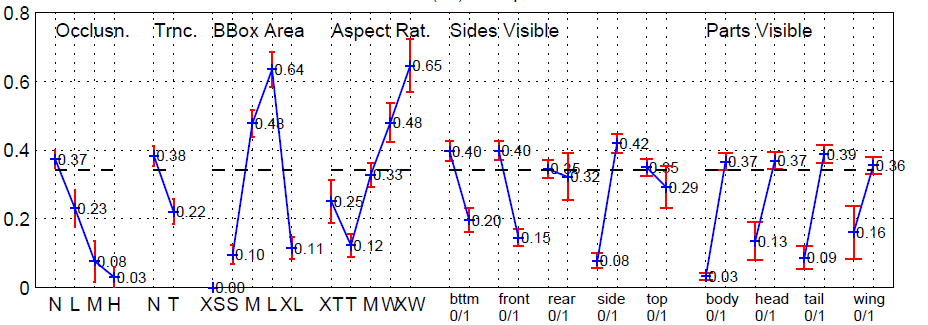 0.8
Occlusn. Trnc. BBox Area Aspect Rat. Sides Visible Parts Visible
0.6
0.64 0.65
0.48 0.48
0.4
0.37 0.38 0.33 0.40 0.40 0.35 0.32 0.42 0.35 0.29 0.37 0.37 0.39 0.36
0.2
0.23 0.22 0.25 0.20
0.08 0.03 0.00 0.10 0.11 0.12 0.15 0.08 0.03 0.13 0.09 0.16
0
N L M H N T XS S M L XL XT T M W XW bttm front rear side top body head tail wing
0/1 0/1 0/1 0/1 0/1 0/1 0/1 0/1 0/1